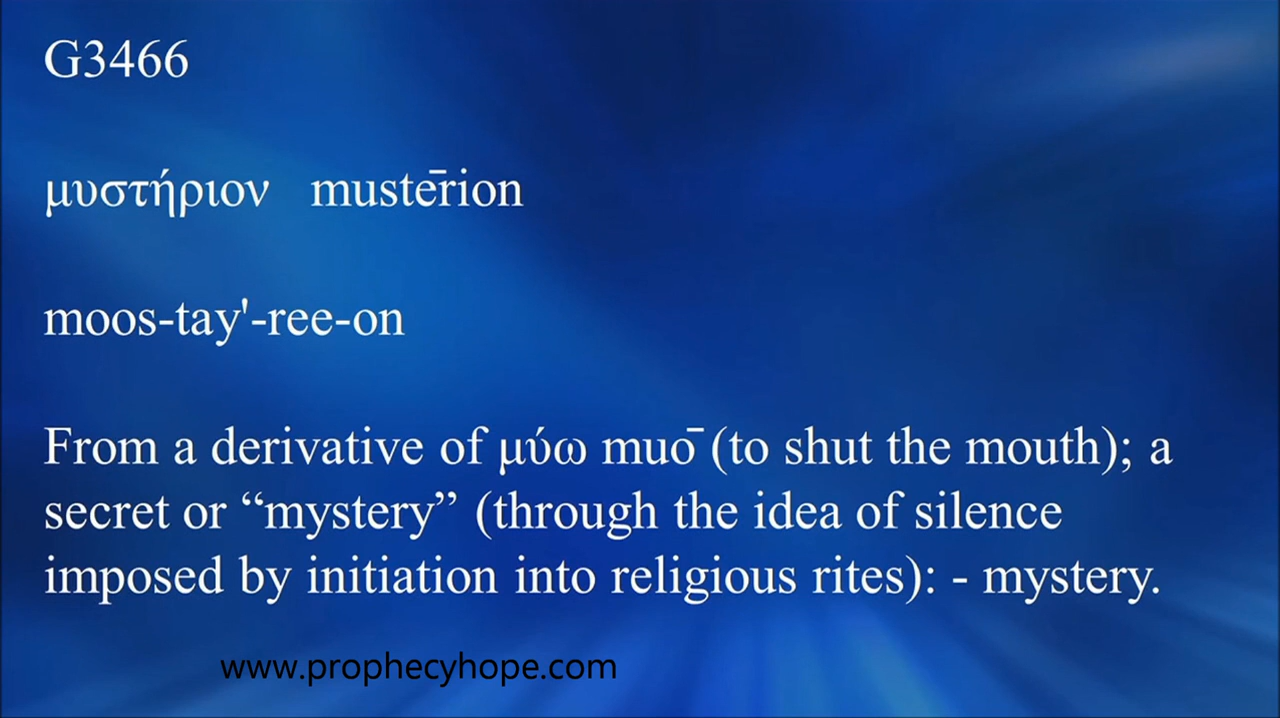 G3466
μυστήριον mustērion
moos-tay'-ree-on
From a derivative of μύω muō (to shut the mouth); a
secret or “mystery” (through the idea of silence
imposed by initiation into religious rites): - mystery.
www.prophecyhope.com